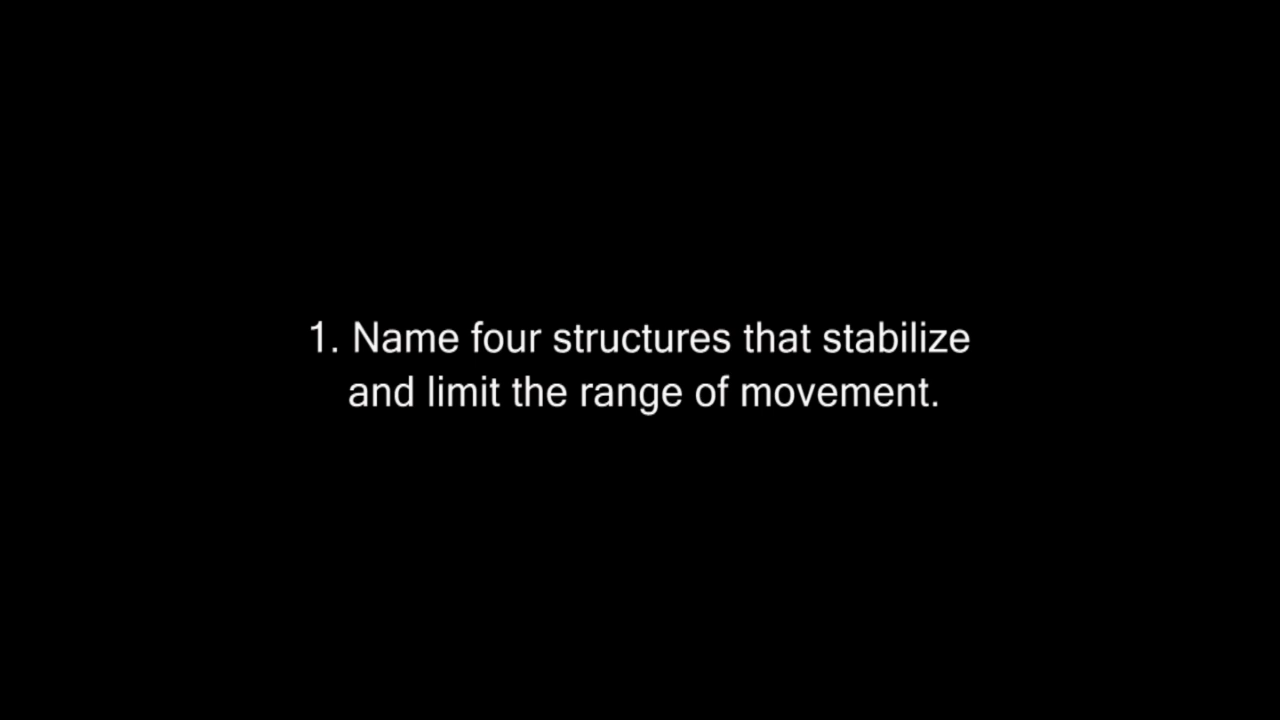 1. Name four structures that stabilize
and limit the range of movement.